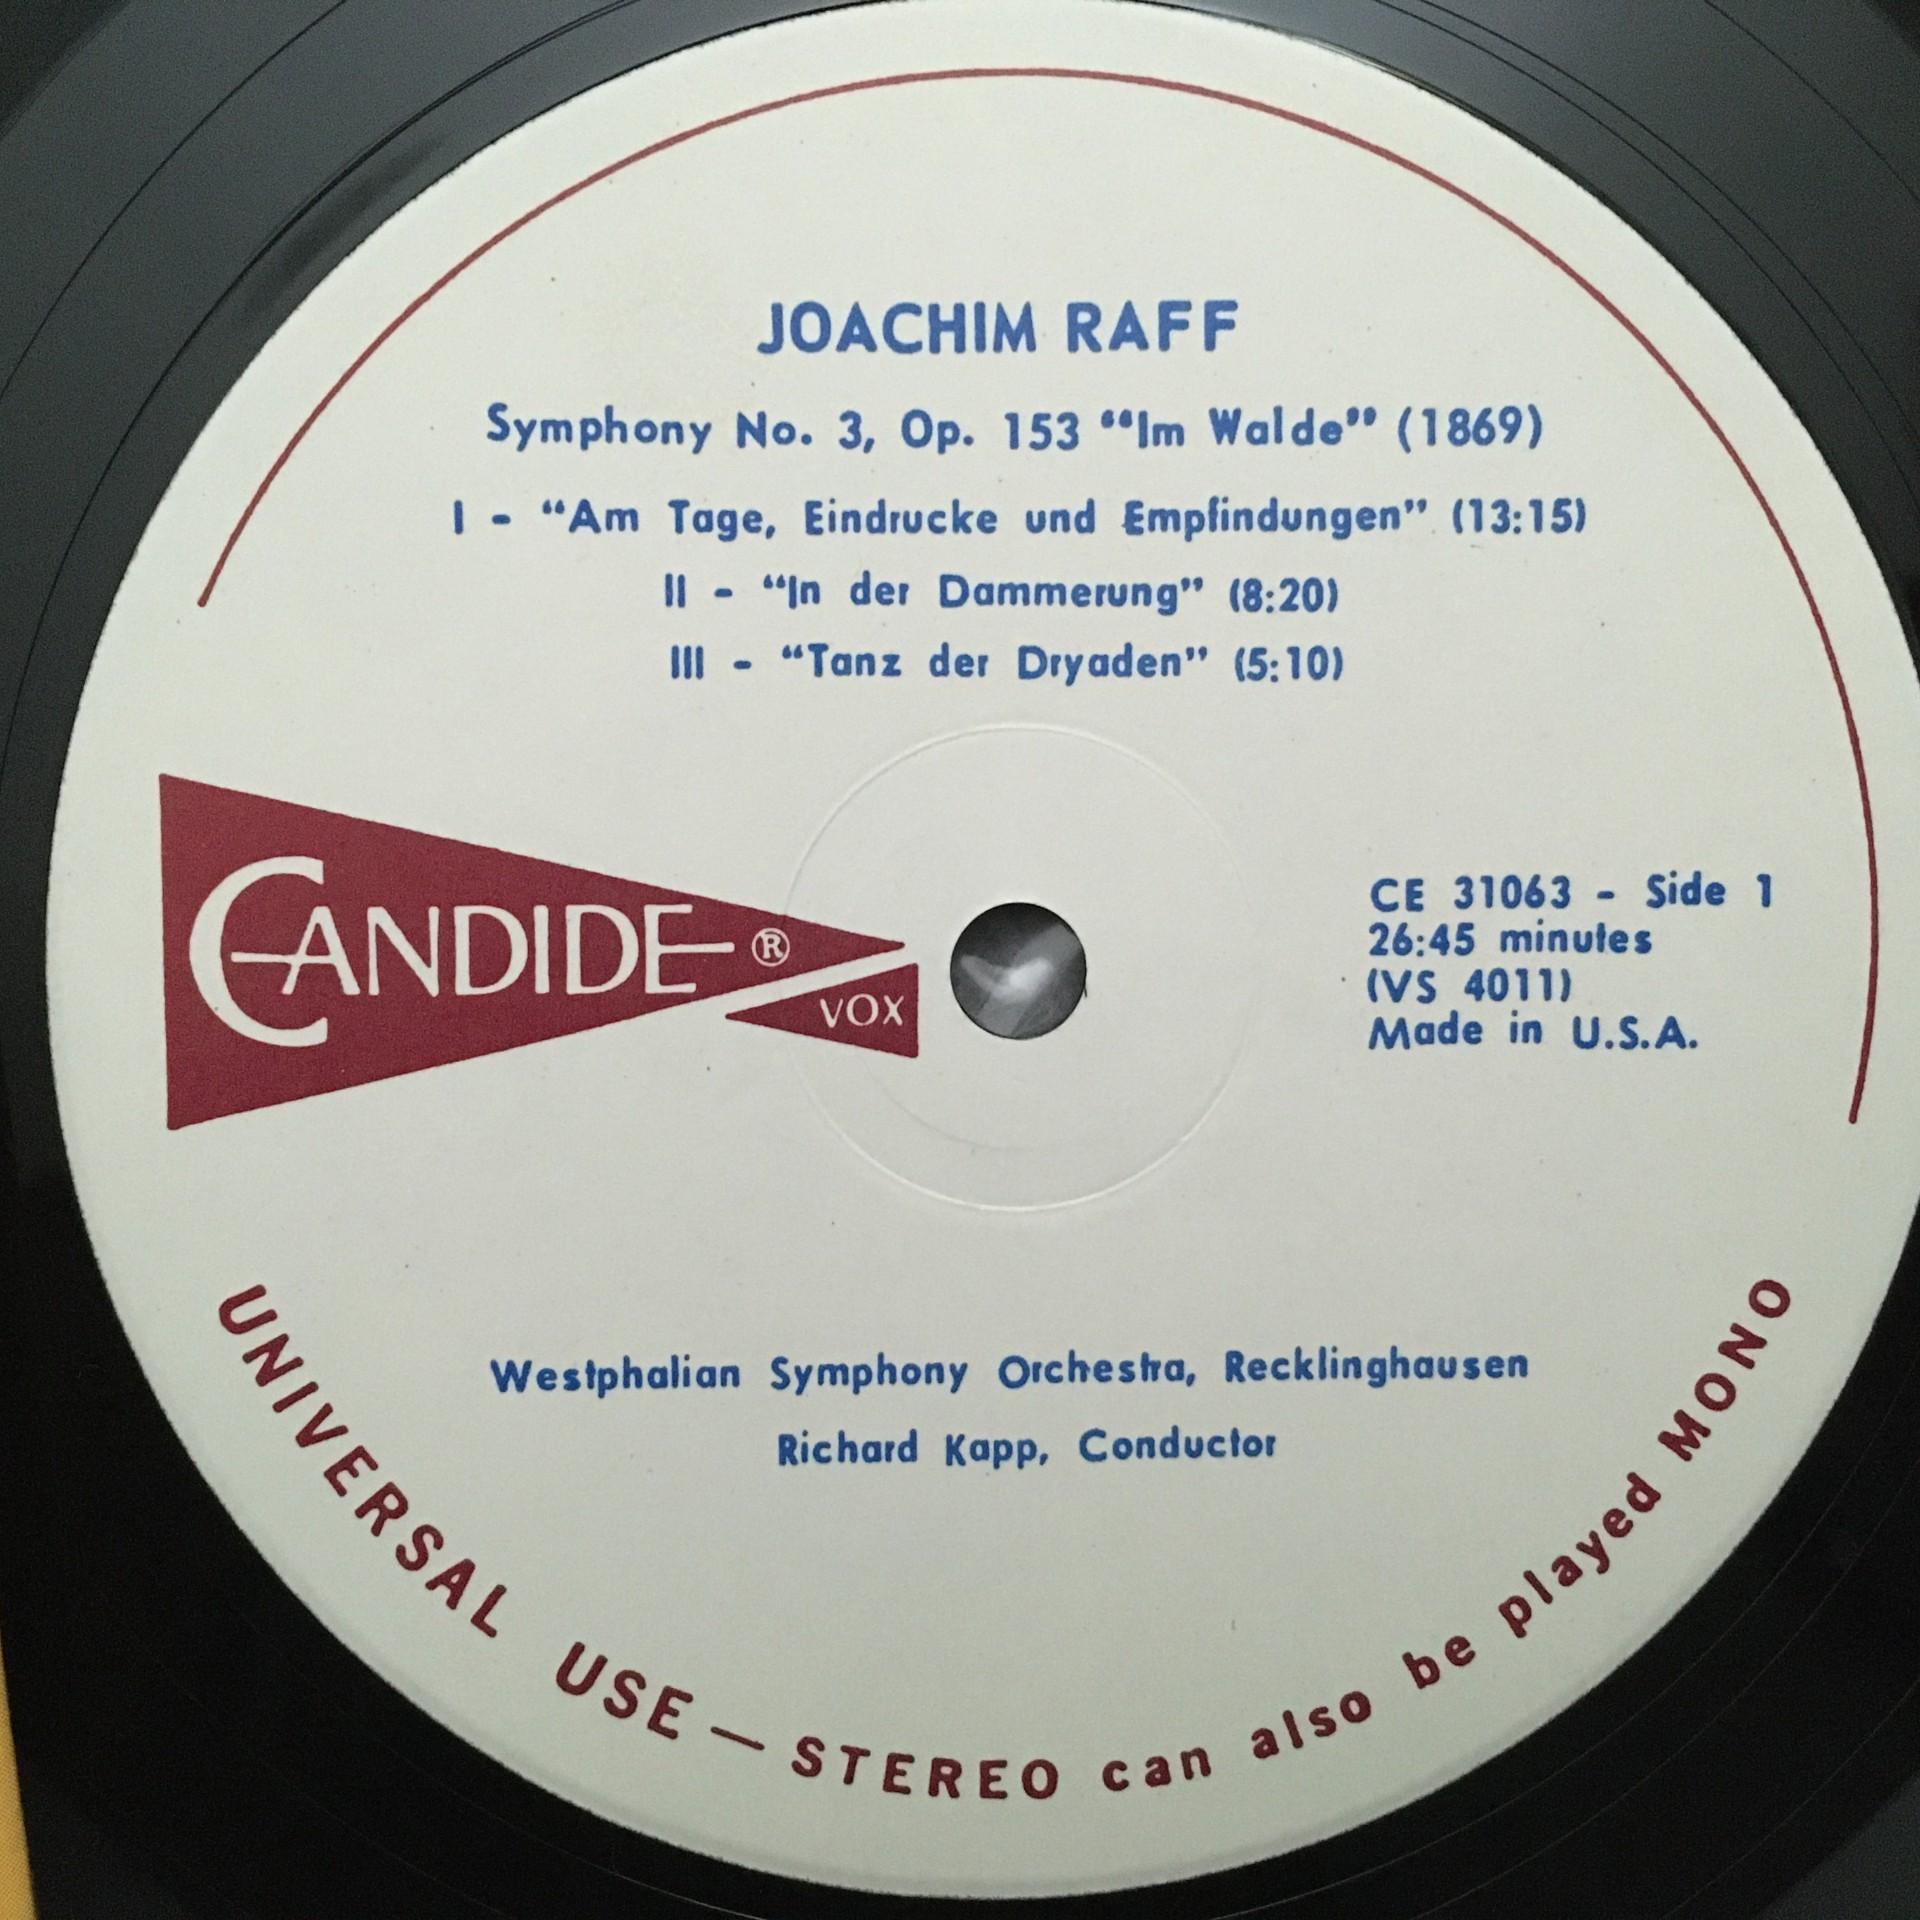 JOACHIM RAFF
Symphony No. 3, Op. 153 “Im Walde” (1869)
I - “Am Tage, Eindrucke und Empfindungen” (13:15)
II - “In der Dammerung” (8:20)
III - “Tanz der Dryaden” (5:10)
CANDIDE ®
VOX
CE 31063 - Side 1
26:45 minutes
(VS 4011)
Made in U.S.A.
Westphalian Symphony Orchestra, Recklinghausen
Richard Kapp, Conductor
UNIVERSAL USE — STEREO can also be played MONO